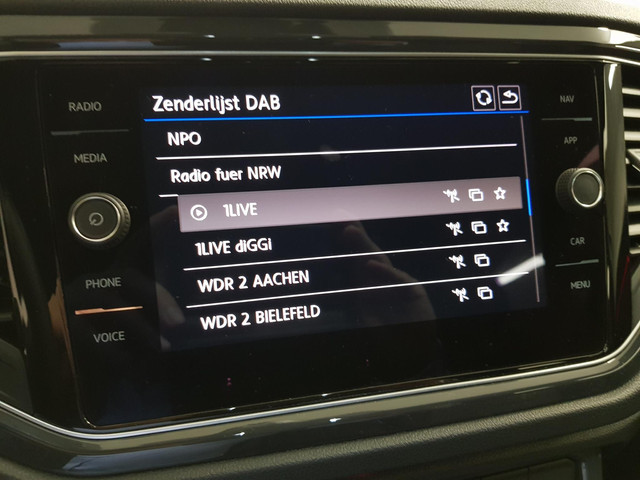 RADIO
MEDIA
PHONE
VOICE
Zenderlijst DAB
NPO
Radio fuer NRW
1LIVE
1LIVE diGGi
WDR 2 AACHEN
WDR 2 BIELEFELD
NAV
APP
CAR
MENU